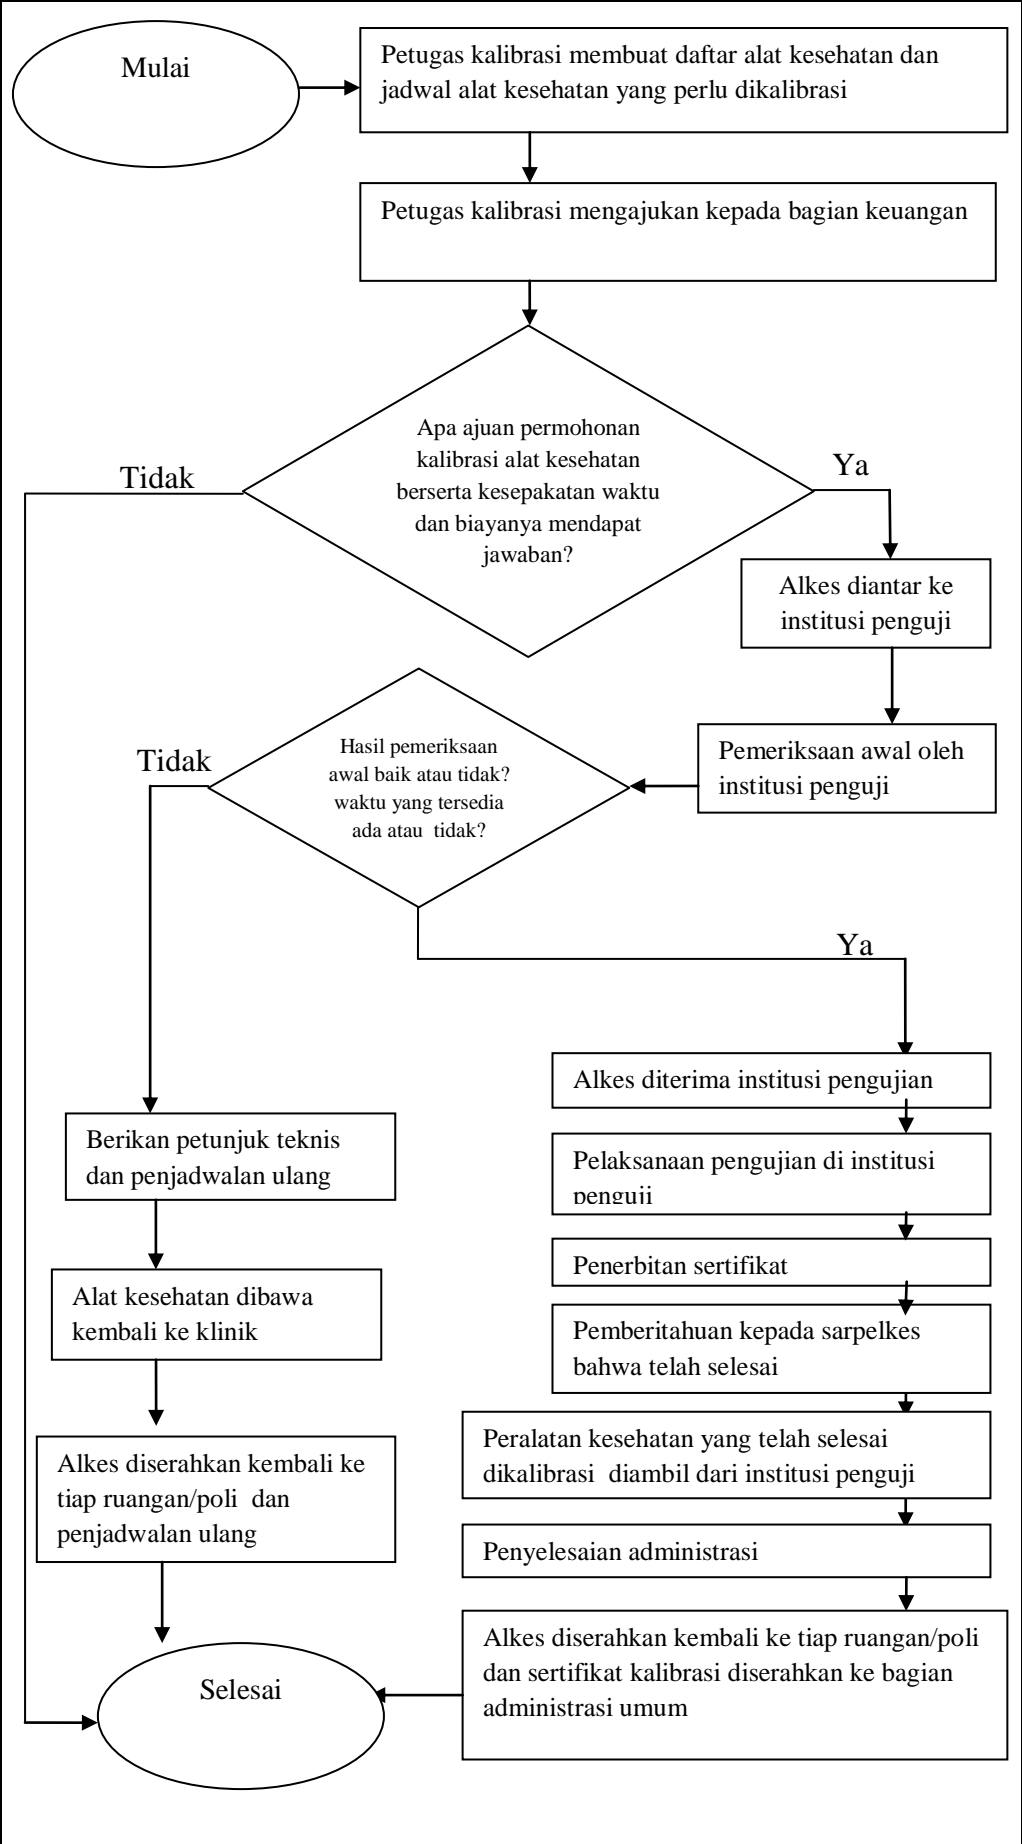 Mulai
Petugas kalibrasi membuat daftar alat kesehatan dan
jadwal alat kesehatan yang perlu dikalibrasi
Petugas kalibrasi mengajukan kepada bagian keuangan
Apa ajuan permohonan
kalibrasi alat kesehatan
berserta kesepakatan waktu
dan biayanya mendapat
jawaban?
Tidak
Ya
Alkes diantar ke
institusi penguji
Pemeriksaan awal oleh
institusi penguji
Hasil pemeriksaan
awal baik atau tidak?
waktu yang tersedia
ada atau  tidak?
Tidak
Ya
Berikan petunjuk teknis
dan penjadwalan ulang
Alat kesehatan dibawa
kembali ke klinik
Alkes diserahkan kembali ke
tiap ruangan/poli  dan
penjadwalan ulang
Alkes diterima institusi pengujian
Pelaksanaan pengujian di institusi
penguji
Penerbitan sertifikat
Pemberitahuan kepada sarpelkes
bahwa telah selesai
Peralatan kesehatan yang telah selesai
dikalibrasi  diambil dari institusi penguji
Penyelesaian administrasi
Alkes diserahkan kembali ke tiap ruangan/poli
dan sertifikat kalibrasi diserahkan ke bagian
administrasi umum
Selesai